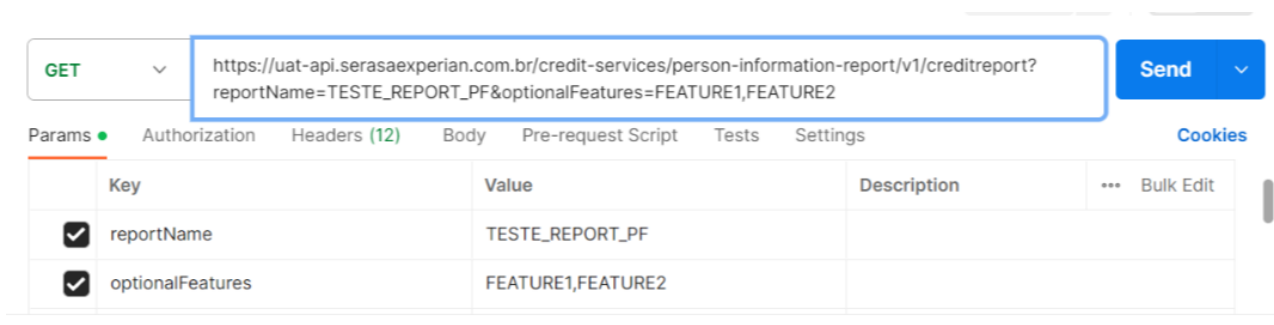 GET
https://uat-api.serasaexperian.com.br/credit-services/person-information-report/v1/creditreport?
reportName=TESTE_REPORT_PF&optionalFeatures=FEATURE1,FEATURE2
Send
Params Authorization Headers (12) Body Pre-request Script Tests Settings Cookies
Key Value Description ••• Bulk Edit
reportName TESTE_REPORT_PF
optionalFeatures FEATURE1,FEATURE2